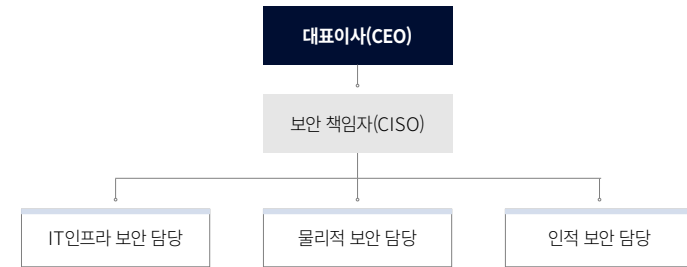 대표이사(CEO)
보안 책임자(CISO)
IT인프라 보안 담당
물리적 보안 담당
인적 보안 담당